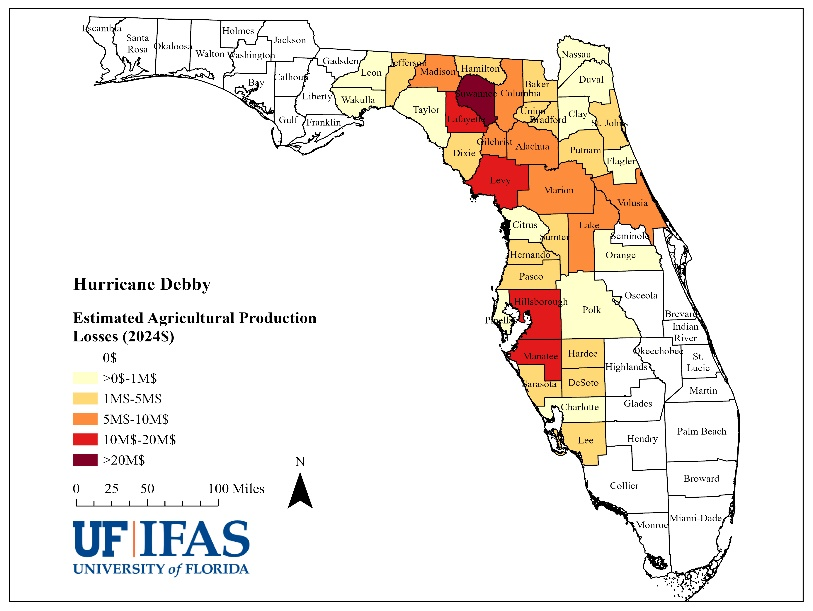 Escambia
Santa
Rosa
Okaloosa
Walton
Holmes
Washington
Jackson
Bay
Calhoun
Gulf
Liberty
Franklin
Gadsden
Leon
Wakulla
Jefferson
Madison
Taylor
Hamilton
Suwannee
Lafayette
Columbia
Baker
Union
Bradford
Nassau
Duval
Clay
St. Johns
Gilchrist
Alachua
Putnam
Flagler
Dixie
Levy
Marion
Volusia
Citrus
Sumter
Lake
Seminole
Hernando
Orange
Pasco
Hillsborough
Pinellas
Polk
Osceola
Brevard
Indian
River
Manatee
Hardee
Highlands
Okeechobee
St.
Lucie
Sarasota
DeSoto
Martin
Charlotte
Glades
Lee
Hendry
Palm Beach
Collier
Broward
Monroe
Miami-Dade
Hurricane Debby
Estimated Agricultural Production
Losses (2024$)
0$
>0$-1M$
1M$-5M$
5M$-10M$
10M$-20M$
>20M$
N
0 25 50 100 Miles
UF|IFAS
UNIVERSITY of FLORIDA